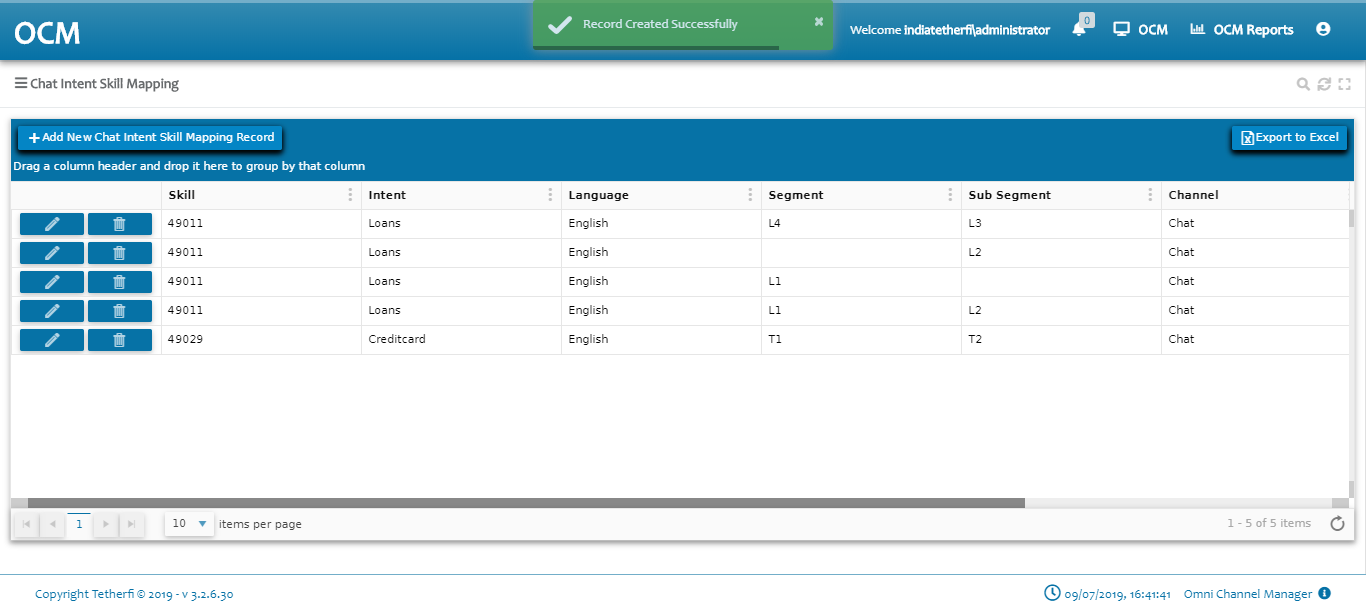 OCM
Record Created Successfully
Welcome indiatetherfi\administrator
0
OCM
OCM Reports
Chat Intent Skill Mapping
Add New Chat Intent Skill Mapping Record
Export to Excel
Drag a column header and drop it here to group by that column
Skill Intent Language Segment Sub Segment Channel
49011 Loans English L4 L3 Chat
49011 Loans English L2 Chat
49011 Loans English L1 Chat
49011 Loans English L1 L2 Chat
49029 Creditcard English T1 T2 Chat
1 10 items per page 1 - 5 of 5 items
Copyright Tetherfi © 2019 - v 3.2.6.30 09/07/2019, 16:41:41 Omni Channel Manager